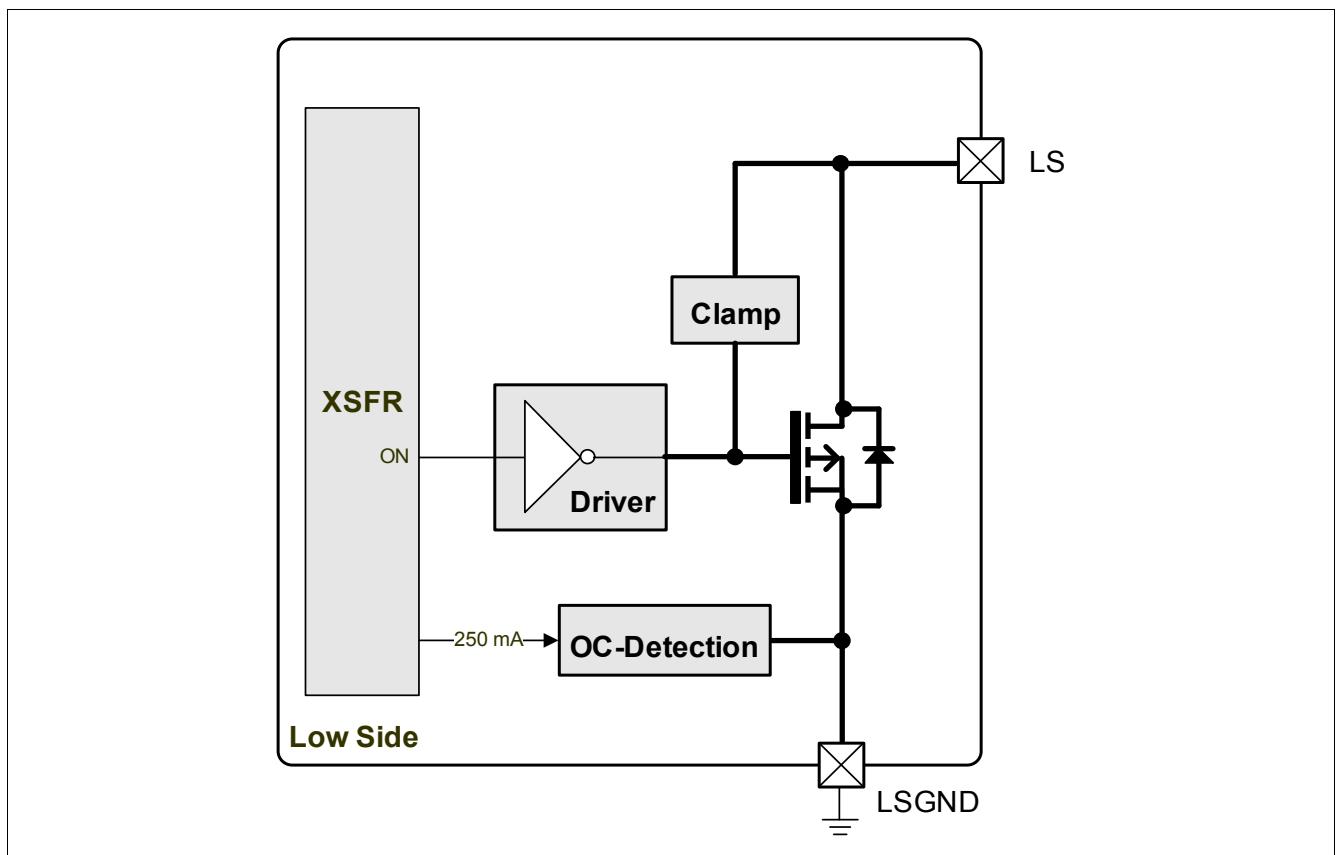 LS
Clamp
XSFR
ON
Driver
250 mA
OC-Detection
Low Side
LSGND